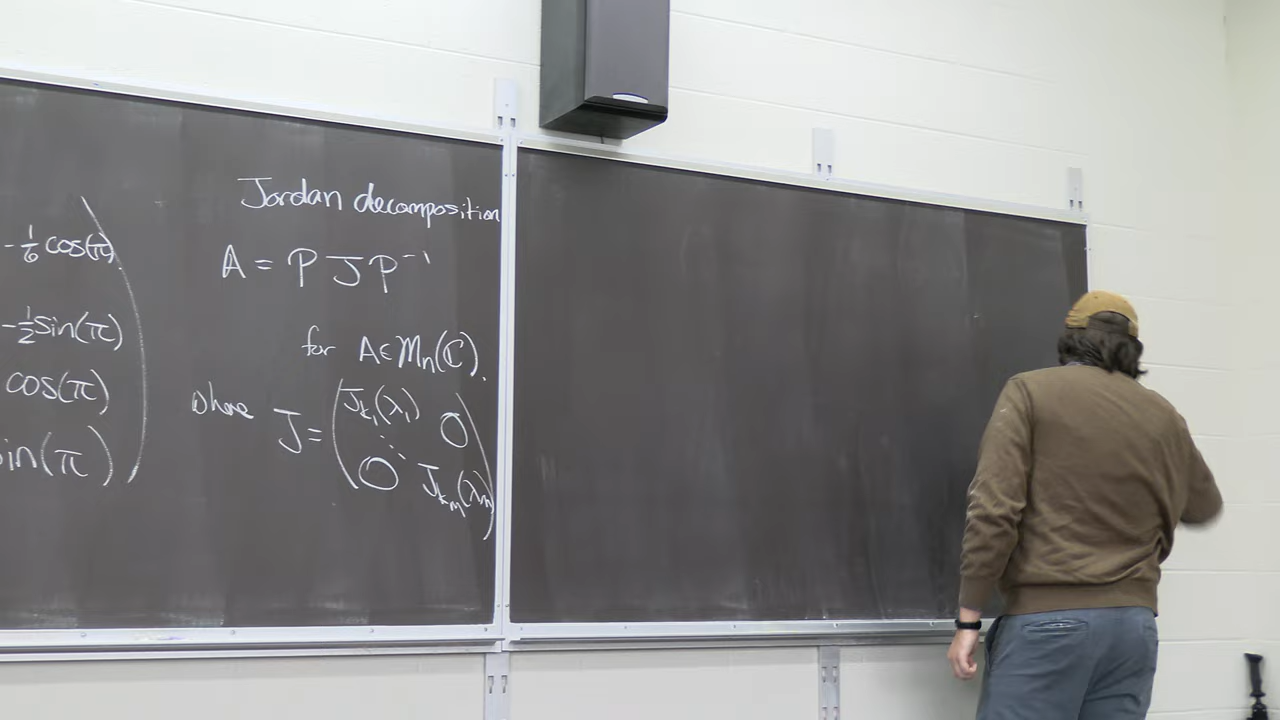 -1/6 cos(π)
-1/2 sin(π)
cos(π)
sin(π)
Jordan decomposition
A = P J P⁻¹
for A ∈ Mₙ(ℂ).
where J = ( J_{k₁}(λ₁) 0
⋱
0 J_{kₘ}(λₘ) )